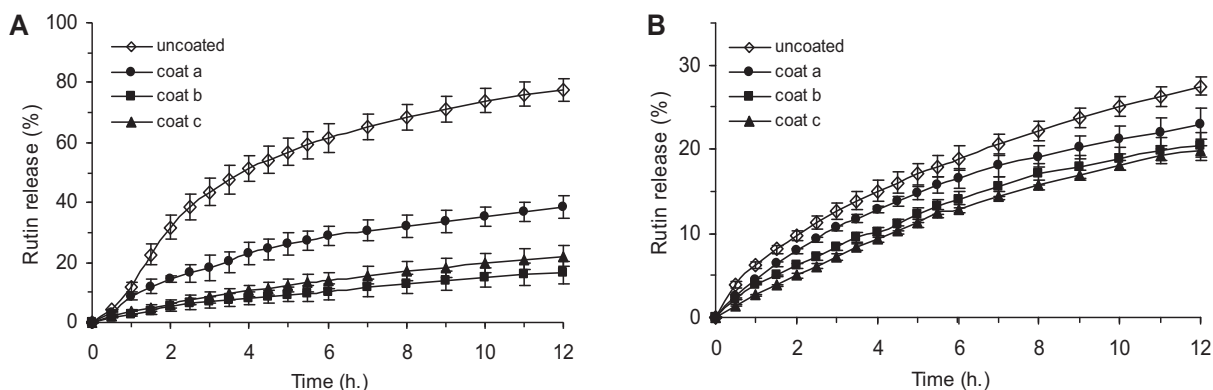 A
Rutin release (%)
100
80
60
40
20
0
uncoated
coat a
coat b
coat c
0 2 4 6 8 10 12
Time (h.)
B
Rutin release (%)
30
20
10
0
uncoated
coat a
coat b
coat c
0 2 4 6 8 10 12
Time (h.)